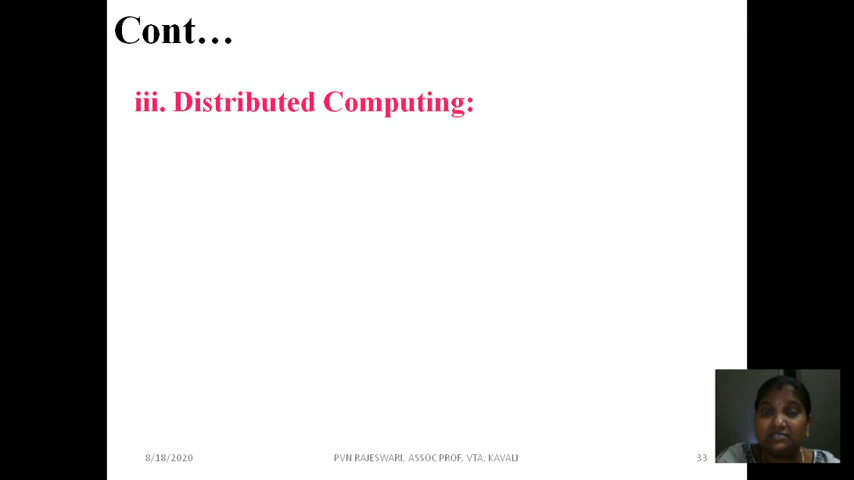 Cont…
iii. Distributed Computing:
8/18/2020
PVN RAJESWARI, ASSOC PROF, VTA, KAVALI
33